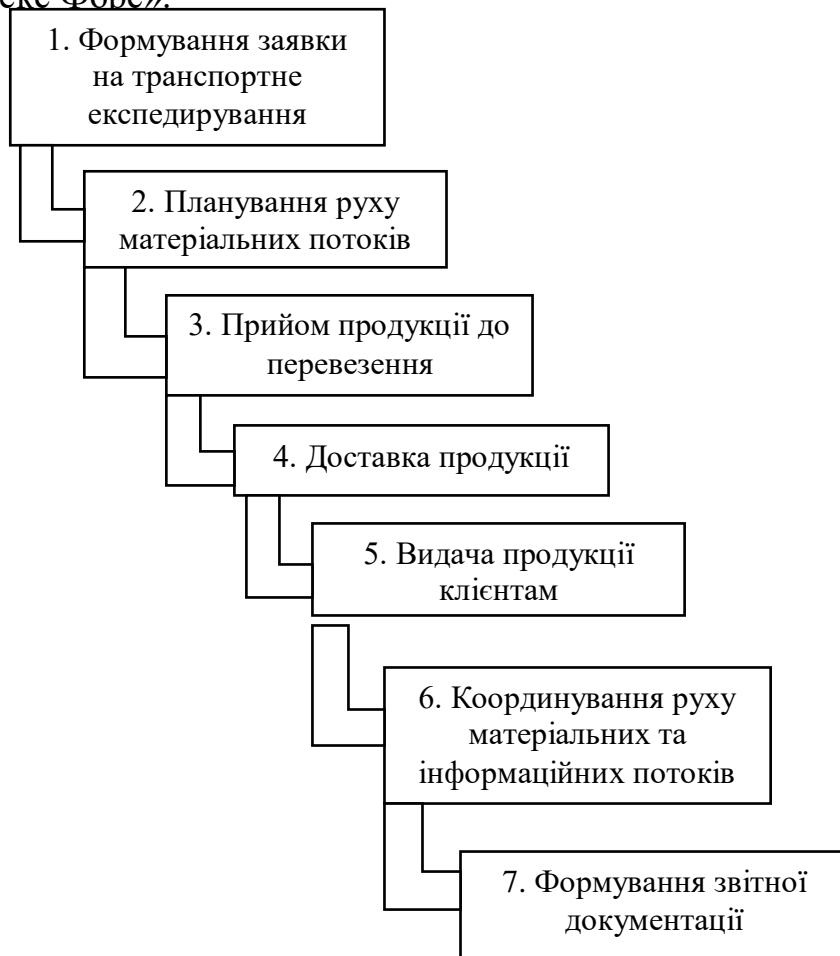 1. Формування заявки
на транспортне
експедирування
2. Планування руху
матеріальних потоків
3. Прийом продукції до
перевезення
4. Доставка продукції
5. Видача продукції
клієнтам
6. Координування руху
матеріальних та
інформаційних потоків
7. Формування звітної
документації